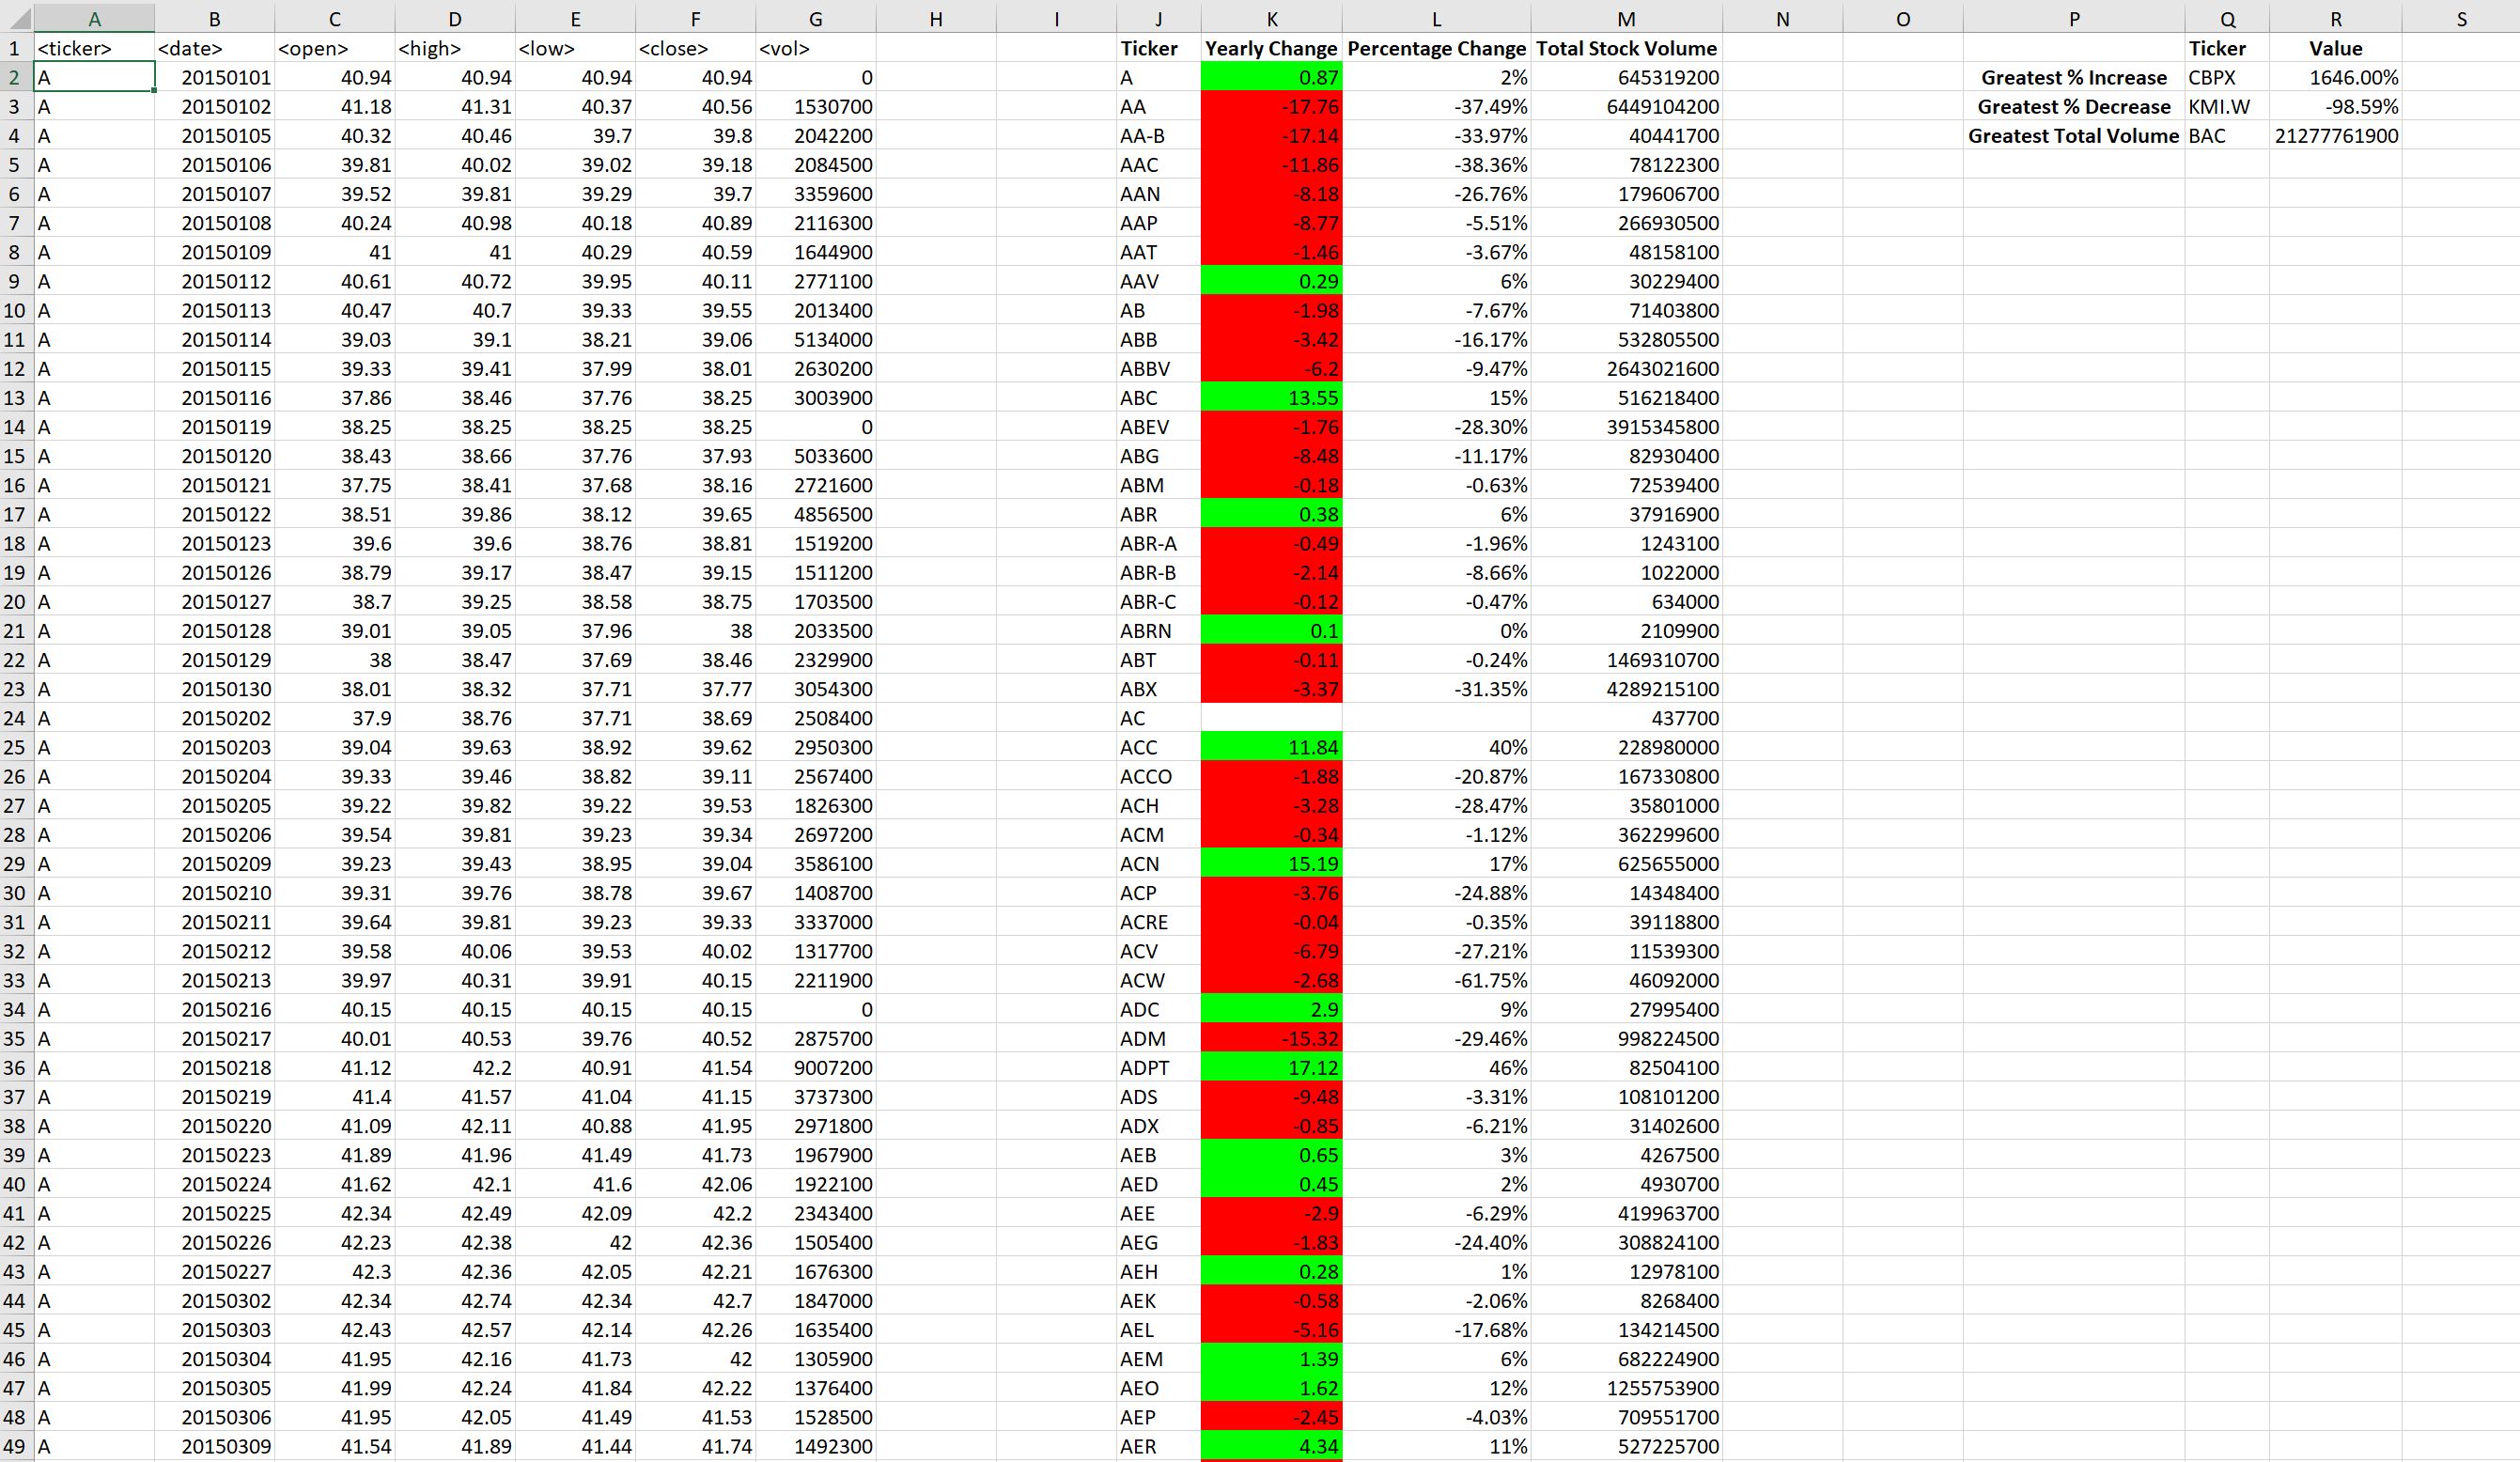 A B C D E F G H I J K L M N O P Q R S
1 <ticker> <date> <open> <high> <low> <close> <vol> Ticker Yearly Change Percentage Change Total Stock Volume Ticker Value
2 A 20150101 40.94 40.94 40.94 40.94 0 A 0.87 2% 645319200 Greatest % Increase CBPX 1646.00%
3 A 20150102 41.18 41.31 40.37 40.56 1530700 AA -17.76 -37.49% 6449104200 Greatest % Decrease KMI.W -98.59%
4 A 20150105 40.32 40.46 39.7 39.8 2042200 AA-B -17.14 -33.97% 40441700 Greatest Total Volume BAC 21277761900
5 A 20150106 39.81 40.02 39.02 39.18 2084500 AAC -11.86 -38.36% 78122300
6 A 20150107 39.52 39.81 39.29 39.7 3359600 AAN -8.18 -26.76% 179606700
7 A 20150108 40.24 40.98 40.18 40.89 2116300 AAP -8.77 -5.51% 266930500
8 A 20150109 41 41 40.29 40.59 1644900 AAT -1.46 -3.67% 48158100
9 A 20150112 40.61 40.72 39.95 40.11 2771100 AAV 0.29 6% 30229400
10 A 20150113 40.47 40.7 39.33 39.55 2013400 AB -1.98 -7.67% 71403800
11 A 20150114 39.03 39.1 38.21 39.06 5134000 ABB -3.42 -16.17% 532805500
12 A 20150115 39.33 39.41 37.99 38.01 2630200 ABBV -6.2 -9.47% 2643021600
13 A 20150116 37.86 38.46 37.76 38.25 3003900 ABC 13.55 15% 516218400
14 A 20150119 38.25 38.25 38.25 38.25 0 ABEV -1.76 -28.30% 3915345800
15 A 20150120 38.43 38.66 37.76 37.93 5033600 ABG -8.48 -11.17% 82930400
16 A 20150121 37.75 38.41 37.68 38.16 2721600 ABM -0.18 -0.63% 72539400
17 A 20150122 38.51 39.86 38.12 39.65 4856500 ABR 0.38 6% 37916900
18 A 20150123 39.6 39.6 38.76 38.81 1519200 ABR-A -0.49 -1.96% 1243100
19 A 20150126 38.79 39.17 38.47 39.15 1511200 ABR-B -2.14 -8.66% 1022000
20 A 20150127 38.7 39.25 38.58 38.75 1703500 ABR-C -0.12 -0.47% 634000
21 A 20150128 39.01 39.05 37.96 38 2033500 ABRN 0.1 0% 2109900
22 A 20150129 38 38.47 37.69 38.46 2329900 ABT -0.11 -0.24% 1469310700
23 A 20150130 38.01 38.32 37.71 37.77 3054300 ABX -3.37 -31.35% 4289215100
24 A 20150202 37.9 38.76 37.71 38.69 2508400 AC 437700
25 A 20150203 39.04 39.63 38.92 39.62 2950300 ACC 11.84 40% 228980000
26 A 20150204 39.33 39.46 38.82 39.11 2567400 ACCO -1.88 -20.87% 167330800
27 A 20150205 39.22 39.82 39.22 39.53 1826300 ACH -3.28 -28.47% 35801000
28 A 20150206 39.54 39.81 39.23 39.34 2697200 ACM -0.34 -1.12% 362299600
29 A 20150209 39.23 39.43 38.95 39.04 3586100 ACN 15.19 17% 625655000
30 A 20150210 39.31 39.76 38.78 39.67 1408700 ACP -3.76 -24.88% 14348400
31 A 20150211 39.64 39.81 39.23 39.33 3337000 ACRE -0.04 -0.35% 39118800
32 A 20150212 39.58 40.06 39.53 40.02 1317700 ACV -6.79 -27.21% 11539300
33 A 20150213 39.97 40.31 39.91 40.15 2211900 ACW -2.68 -61.75% 46092000
34 A 20150216 40.15 40.15 40.15 40.15 0 ADC 2.9 9% 27995400
35 A 20150217 40.01 40.53 39.76 40.52 2875700 ADM -15.32 -29.46% 998224500
36 A 20150218 41.12 42.2 40.91 41.54 9007200 ADPT 17.12 46% 82504100
37 A 20150219 41.4 41.57 41.04 41.15 3737300 ADS -9.48 -3.31% 108101200
38 A 20150220 41.09 42.11 40.88 41.95 2971800 ADX -0.85 -6.21% 31402600
39 A 20150223 41.89 41.96 41.49 41.73 1967900 AEB 0.65 3% 4267500
40 A 20150224 41.62 42.1 41.6 42.06 1922100 AED 0.45 2% 4930700
41 A 20150225 42.34 42.49 42.09 42.2 2343400 AEE -2.9 -6.29% 419963700
42 A 20150226 42.23 42.38 42 42.36 1505400 AEG -1.83 -24.40% 308824100
43 A 20150227 42.3 42.36 42.05 42.21 1676300 AEH 0.28 1% 12978100
44 A 20150302 42.34 42.74 42.34 42.7 1847000 AEK -0.58 -2.06% 8268400
45 A 20150303 42.43 42.57 42.14 42.26 1635400 AEL -5.16 -17.68% 134214500
46 A 20150304 41.95 42.16 41.73 42 1305900 AEM 1.39 6% 682224900
47 A 20150305 41.99 42.24 41.84 42.22 1376400 AEO 1.62 12% 1255753900
48 A 20150306 41.95 42.05 41.49 41.53 1528500 AEP -2.45 -4.03% 709551700
49 A 20150309 41.54 41.89 41.44 41.74 1492300 AER 4.34 11% 527225700